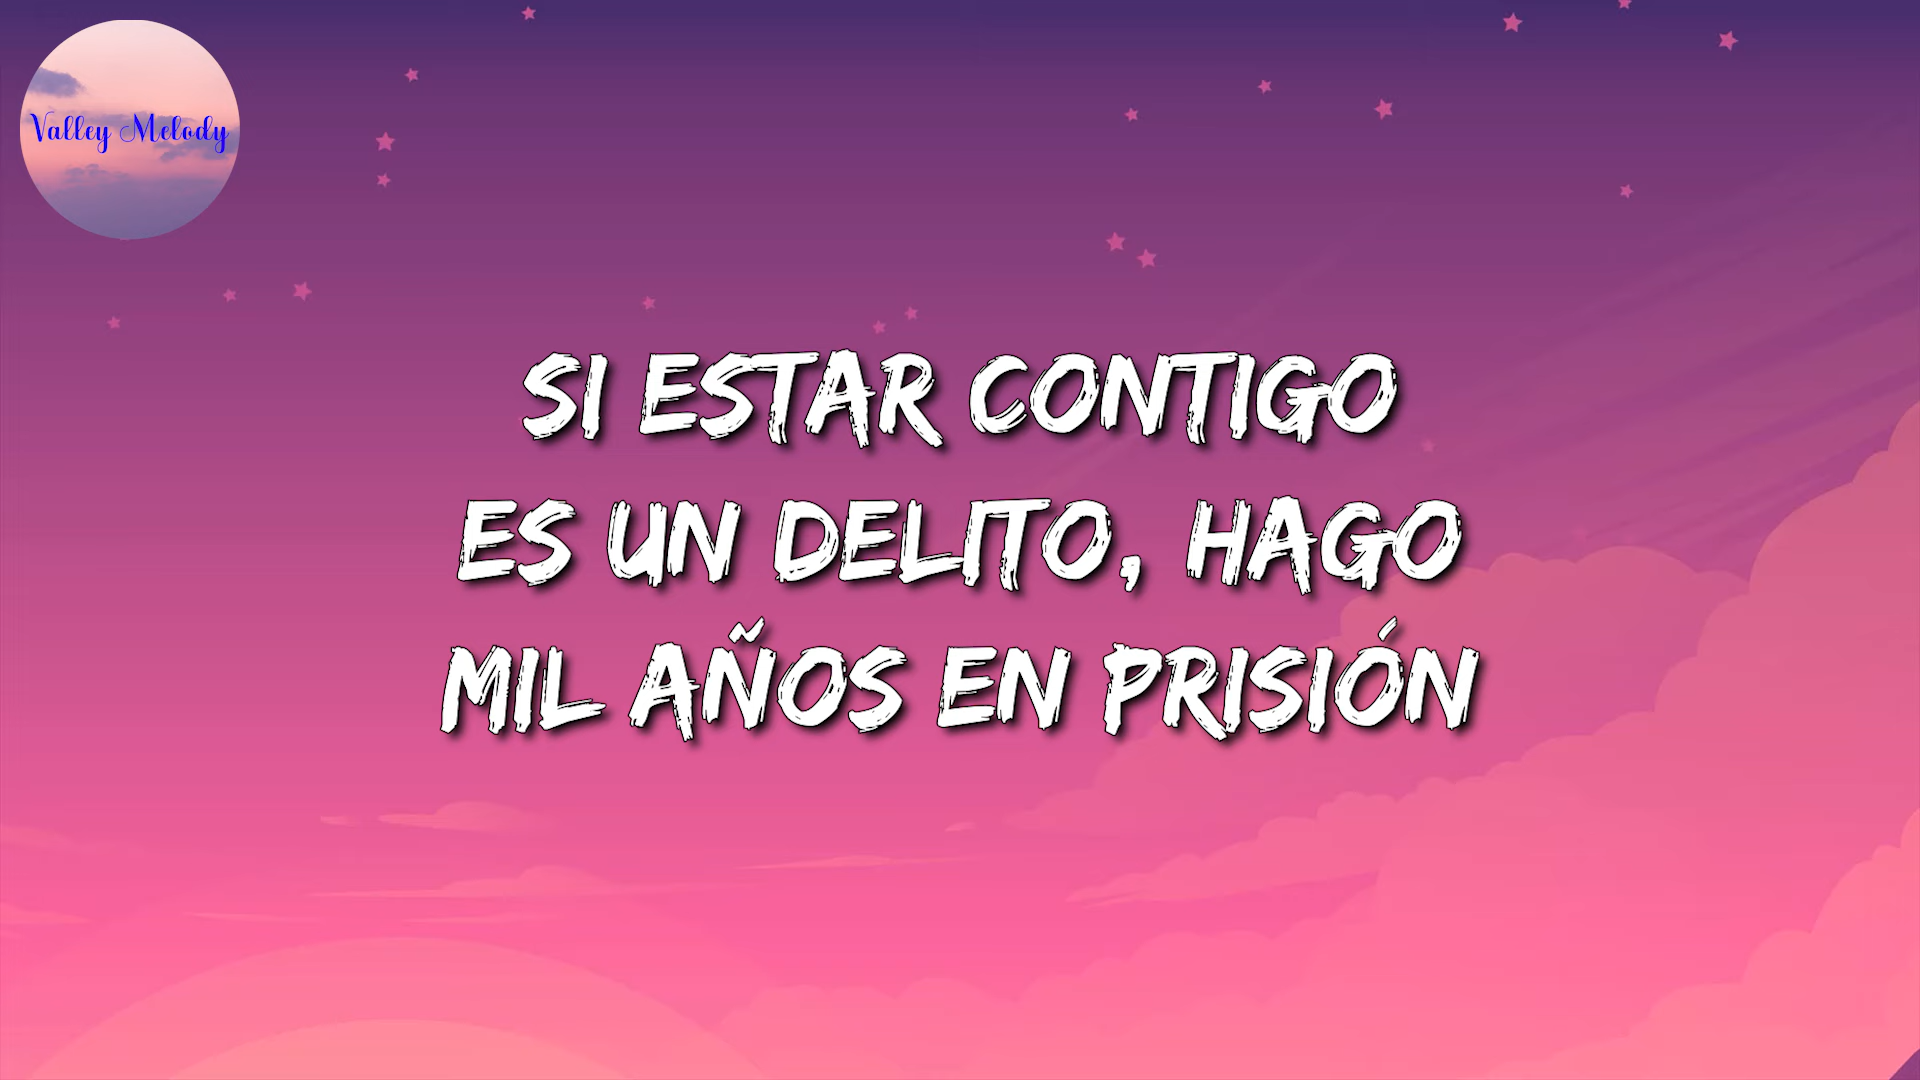 Valley Melody
SI ESTAR CONTIGO
ES UN DELITO, HAGO
MIL AÑOS EN PRISIÓN